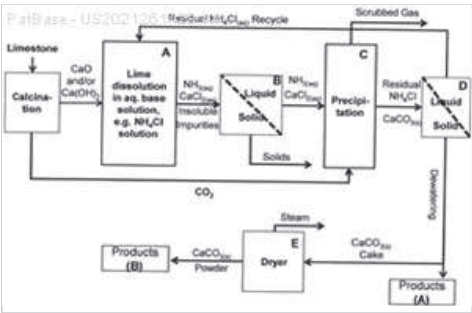 PatBase - US2021261
Residual NH₄Cl(aq) Recycle
Scrubbed Gas
Limestone
A
C
CaO
and/or
Ca(OH)₂
Lime
dissolution
in aq. base
solution,
e.g. NH₄Cl
solution
NH₃(aq)
CaCl₂(aq)
Insoluble
Impurities
B
Liquid
Solid
NH₃(aq)
CaCl₂(aq)
Precipi-
tation
Residual
NH₄Cl
CaCO₃(s)
D
Liquid
Solid
Calcina-
tion
Solids
CO₂
Dewatering
Steam
Products
(B)
CaCO₃(s)
Powder
E
Dryer
CaCO₃(s)
Cake
Products
(A)